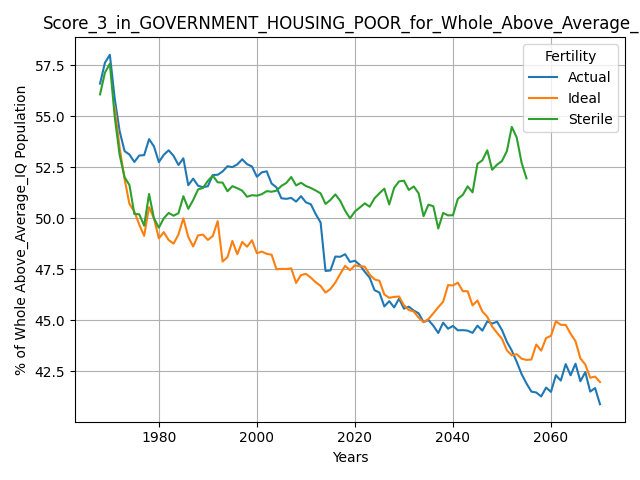 Score_3_in_GOVERNMENT_HOUSING_POOR_for_Whole_Above_Average_
Fertility
Actual
Ideal
Sterile
% of Whole Above_Average_IQ Population
57.5
55.0
52.5
50.0
47.5
45.0
42.5
1980
2000
2020
2040
2060
Years